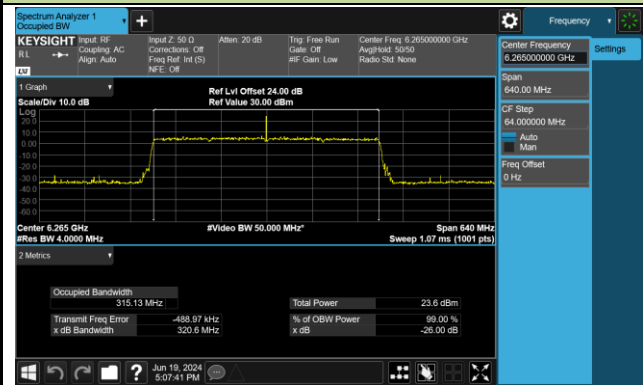 Spectrum Analyzer 1
Occupied BW
Frequency
KEYSIGHT
Input: RF
Coupling: AC
Align: Auto
Input Z: 50 Ω
Corrections: Off
Freq Ref: Int (S)
NFE: Off
Atten: 20 dB
Trig: Free Run
Gate: Off
#IF Gain: Low
Center Freq: 6.265000000 GHz
Avg|Hold: 50/50
Radio Std: None
RL
LXI
Center Frequency
6.265000000 GHz
Settings
Span
640.00 MHz
CF Step
64.000000 MHz
Auto
Man
Freq Offset
0 Hz
1 Graph
Scale/Div 10.0 dB
Ref Lvl Offset 24.00 dB
Ref Value 30.00 dBm
Log
20.0
10.0
0.00
-10.0
-20.0
-30.0
-40.0
-50.0
-60.0
Center 6.265 GHz
#Video BW 50.000 MHz*
Span 640 MHz
#Res BW 4.0000 MHz
Sweep 1.07 ms (1001 pts)
2 Metrics
Occupied Bandwidth
315.13 MHz
Total Power 23.6 dBm
Transmit Freq Error -488.97 kHz
% of OBW Power 99.00 %
x dB Bandwidth 320.6 MHz
x dB -26.00 dB
?
Jun 19, 2024
5:07:41 PM